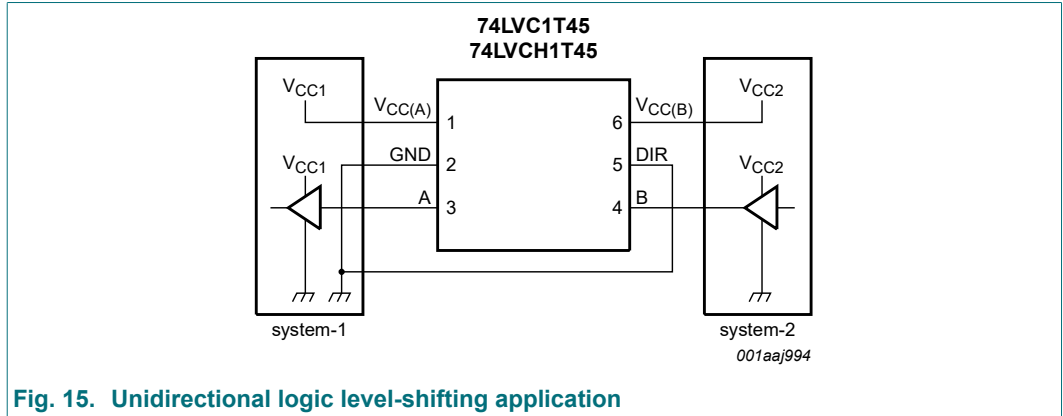 74LVC1T45
74LVCH1T45
VCC1
VCC(A)
1
VCC(B)
6
VCC2
GND
2
5
DIR
VCC1
VCC2
A
3
4
B
system-1
system-2
001aaj994
Fig. 15. Unidirectional logic level-shifting application